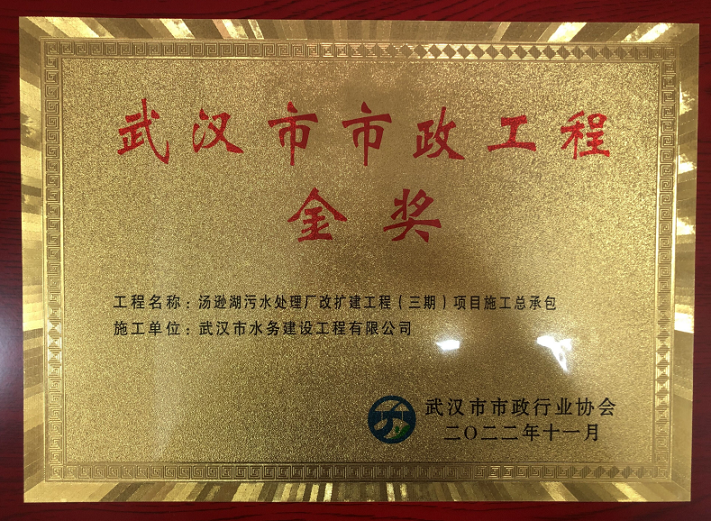 武汉市市政工程
金奖
工程名称：汤逊湖污水处理厂改扩建工程（三期）项目施工总承包
施工单位：武汉市水务建设工程有限公司
武汉市市政行业协会
二〇二二年十一月